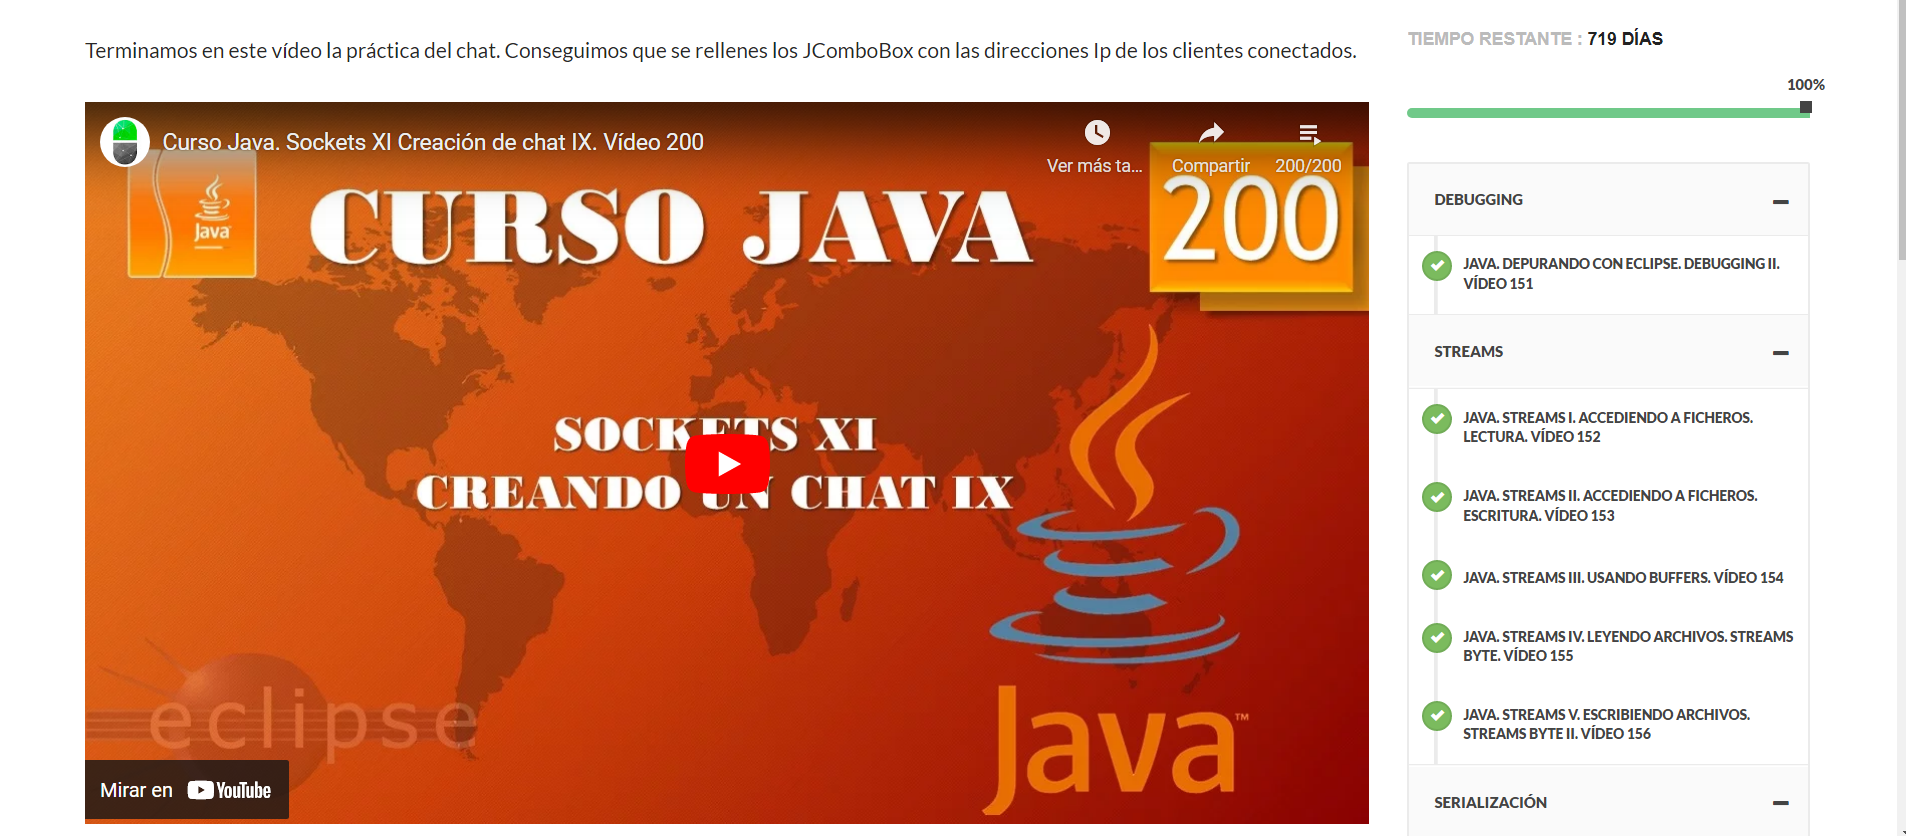 Terminamos en este vídeo la práctica del chat. Conseguimos que se rellenes los JComboBox con las direcciones Ip de los clientes conectados.
Curso Java. Sockets XI Creación de chat IX. Vídeo 200
Ver más ta...
Compartir
200/200
Java
CURSO JAVA
200
SOCKETS XI
CREANDO UN CHAT IX
eclipse
Java™
Mirar en YouTube
TIEMPO RESTANTE : 719 DÍAS
100%
DEBUGGING
JAVA. DEPURANDO CON ECLIPSE. DEBUGGING II.
VÍDEO 151
STREAMS
JAVA. STREAMS I. ACCEDIENDO A FICHEROS.
LECTURA. VÍDEO 152
JAVA. STREAMS II. ACCEDIENDO A FICHEROS.
ESCRITURA. VÍDEO 153
JAVA. STREAMS III. USANDO BUFFERS. VÍDEO 154
JAVA. STREAMS IV. LEYENDO ARCHIVOS. STREAMS
BYTE. VÍDEO 155
JAVA. STREAMS V. ESCRIBIENDO ARCHIVOS.
STREAMS BYTE II. VÍDEO 156
SERIALIZACIÓN